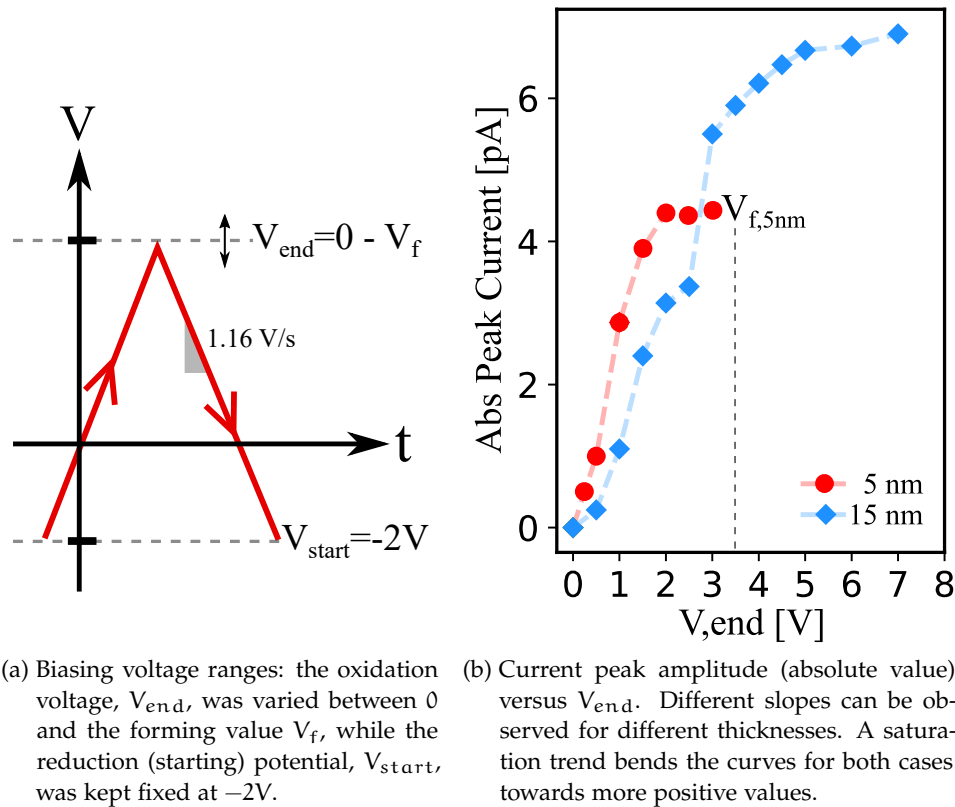 V
V_end=0 - V_f
1.16 V/s
t
V_start=-2V
Abs Peak Current [pA]
6
4
2
0
V_f,5nm
5 nm
15 nm
0 1 2 3 4 5 6 7 8
V,end [V]
(a) Biasing voltage ranges: the oxidation
voltage, V_end, was varied between 0
and the forming value V_f, while the
reduction (starting) potential, V_start,
was kept fixed at −2V.
(b) Current peak amplitude (absolute value)
versus V_end. Different slopes can be ob-
served for different thicknesses. A satura-
tion trend bends the curves for both cases
towards more positive values.